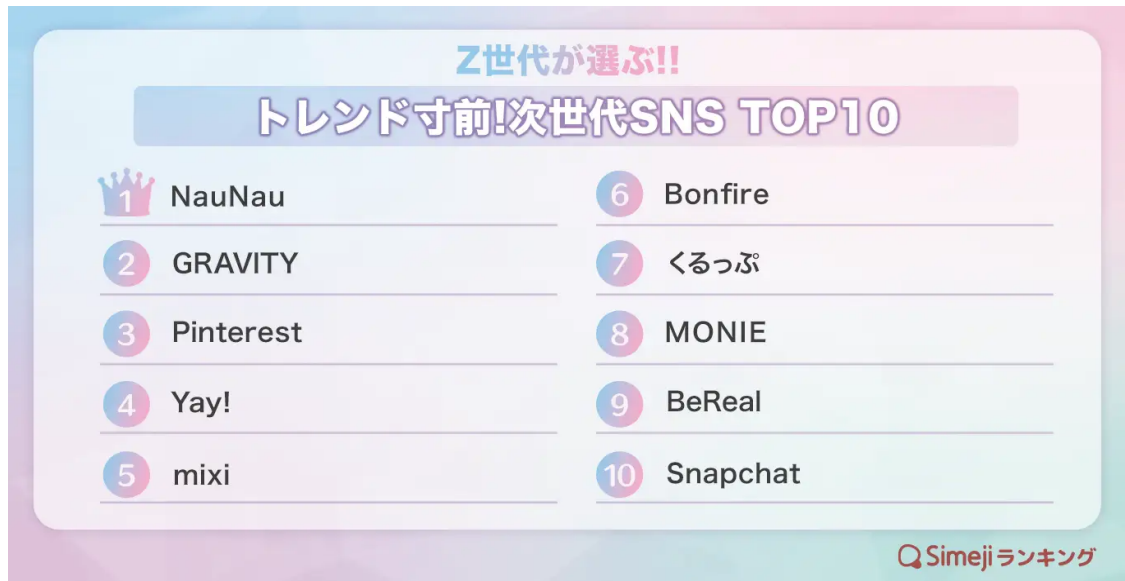 Z世代が選ぶ!!
トレンド寸前!次世代SNS TOP10
1 NauNau
2 GRAVITY
3 Pinterest
4 Yay!
5 mixi
6 Bonfire
7 くるっぷ
8 MONIE
9 BeReal
10 Snapchat
Simejiランキング